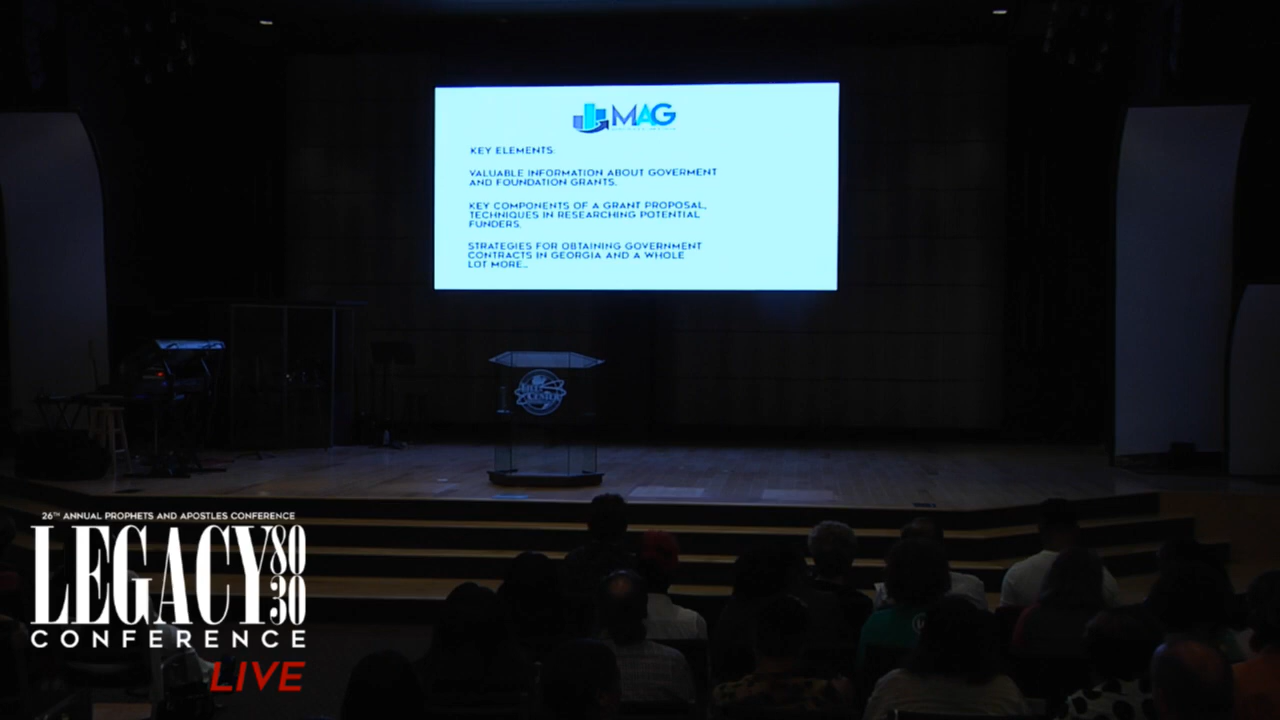 MAG
KEY ELEMENTS:
VALUABLE INFORMATION ABOUT GOVERMENT
AND FOUNDATION GRANTS.
KEY COMPONENTS OF A GRANT PROPOSAL,
TECHNIQUES IN RESEARCHING POTENTIAL
FUNDERS.
STRATEGIES FOR OBTAINING GOVERNMENT
CONTRACTS IN GEORGIA AND A WHOLE
LOT MORE...
26TH ANNUAL PROPHETS AND APOSTLES CONFERENCE
LEGACY 80
30
CONFERENCE
LIVE